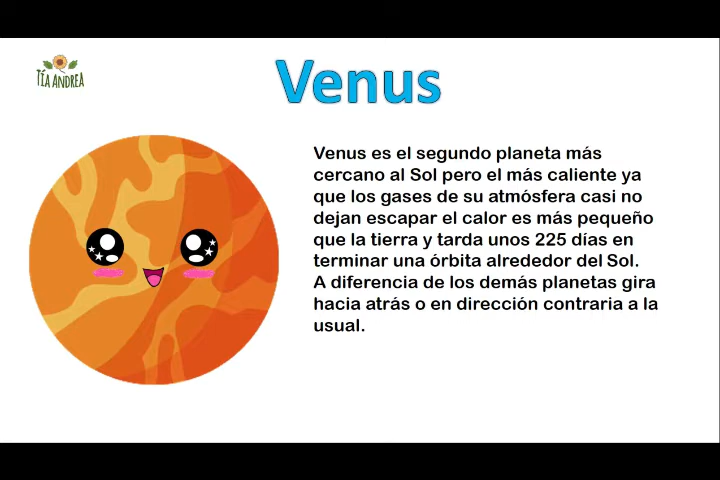 TÍA ANDREA
Venus
Venus es el segundo planeta más
cercano al Sol pero el más caliente ya
que los gases de su atmósfera casi no
dejan escapar el calor es más pequeño
que la tierra y tarda unos 225 días en
terminar una órbita alrededor del Sol.
A diferencia de los demás planetas gira
hacia atrás o en dirección contraria a la
usual.